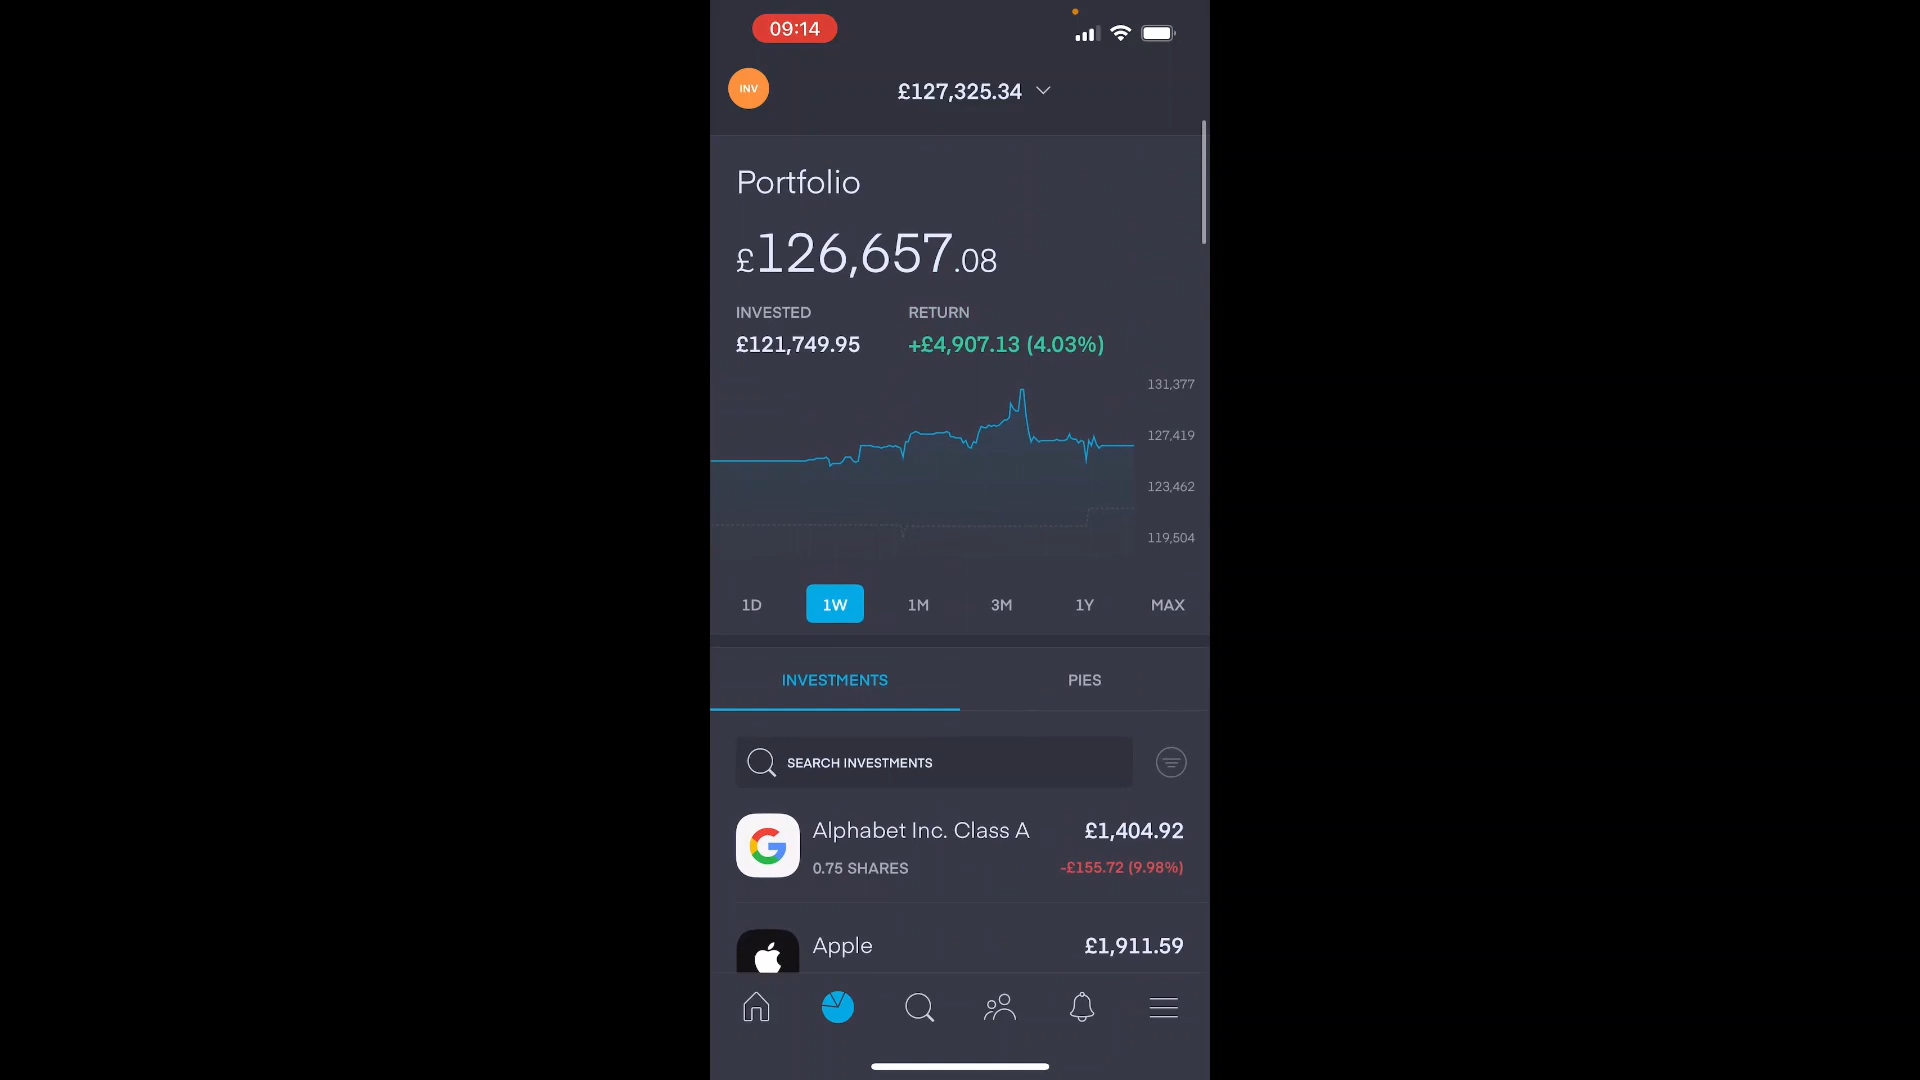 09:14
INV
£127,325.34
Portfolio
£126,657.08
INVESTED RETURN
£121,749.95 +£4,907.13 (4.03%)
131,377
127,419
123,462
119,504
1D 1W 1M 3M 1Y MAX
INVESTMENTS PIES
SEARCH INVESTMENTS
Alphabet Inc. Class A £1,404.92
0.75 SHARES -£155.72 (9.98%)
Apple £1,911.59